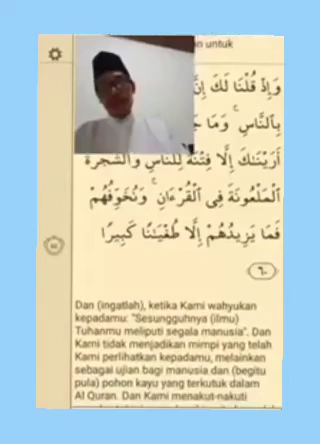 n untuk
وَإِذْ قُلْنَا لَكَ إِنَّ
بِالنَّاسِ ۚ وَمَا جَ
أَرَيْنَـٰكَ إِلَّا فِتْنَةً لِّلنَّاسِ وَالشَّجَرَةَ
الْمَلْعُونَةَ فِى الْقُرْءَانِ ۚ وَنُخَوِّفُهُمْ
فَمَا يَزِيدُهُمْ إِلَّا طُغْيَـٰنًا كَبِيرًا
٦٠
Dan (ingatlah), ketika Kami wahyukan
kepadamu: "Sesungguhnya (ilmu)
Tuhanmu meliputi segala manusia". Dan
Kami tidak menjadikan mimpi yang telah
Kami perlihatkan kepadamu, melainkan
sebagai ujian bagi manusia dan (begitu
pula) pohon kayu yang terkutuk dalam
Al Quran. Dan Kami menakut-nakuti